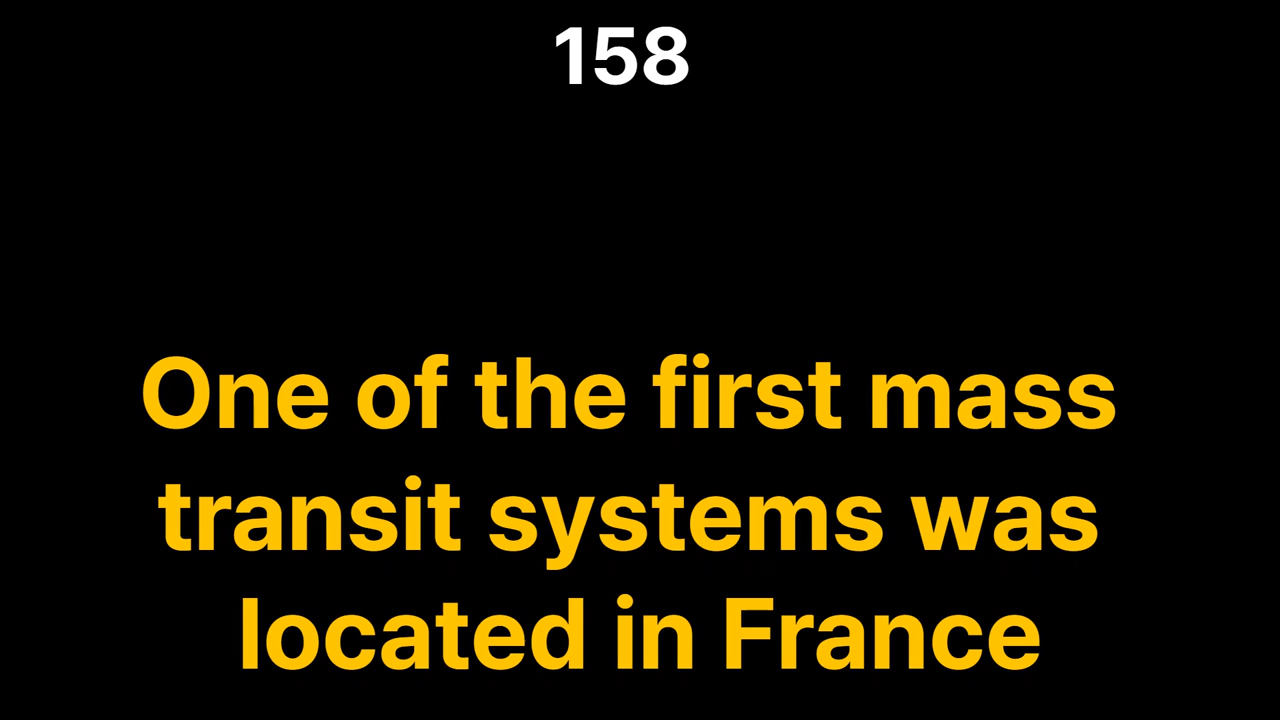 158
One of the first mass
transit systems was
located in France